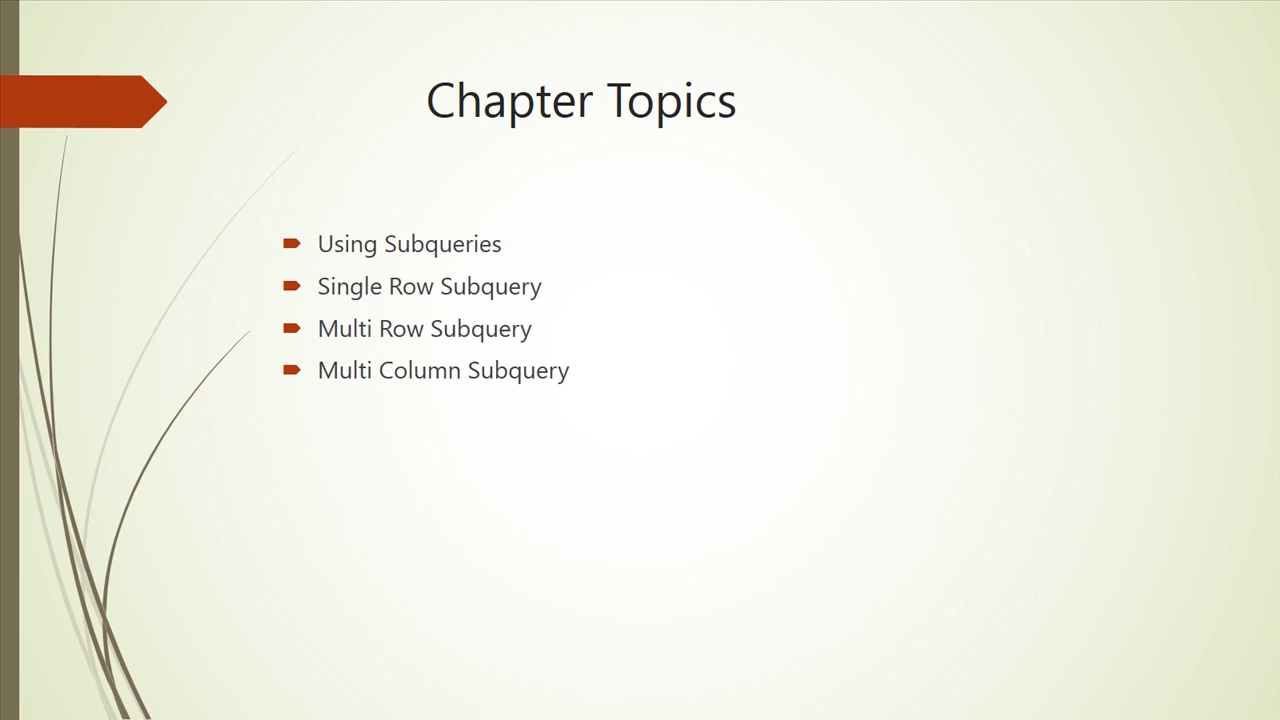 Chapter Topics
Using Subqueries
Single Row Subquery
Multi Row Subquery
Multi Column Subquery